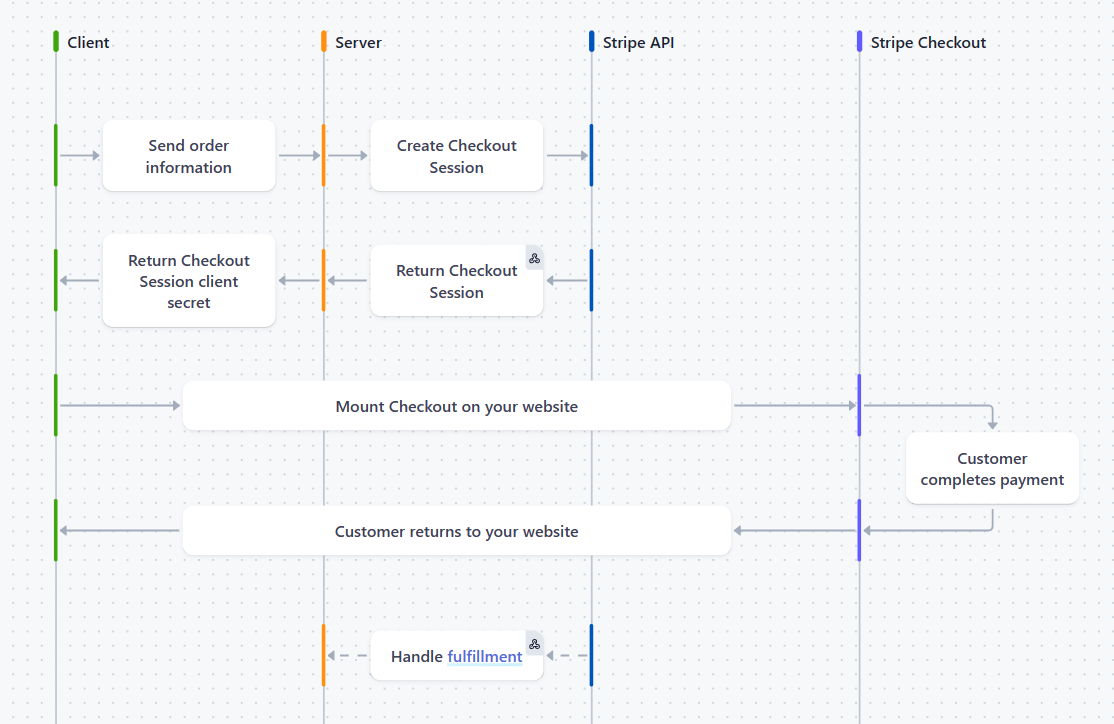 Client
Server
Stripe API
Stripe Checkout
Send order
information
Create Checkout
Session
Return Checkout
Session client
secret
Return Checkout
Session
Mount Checkout on your website
Customer
completes payment
Customer returns to your website
Handle fulfillment